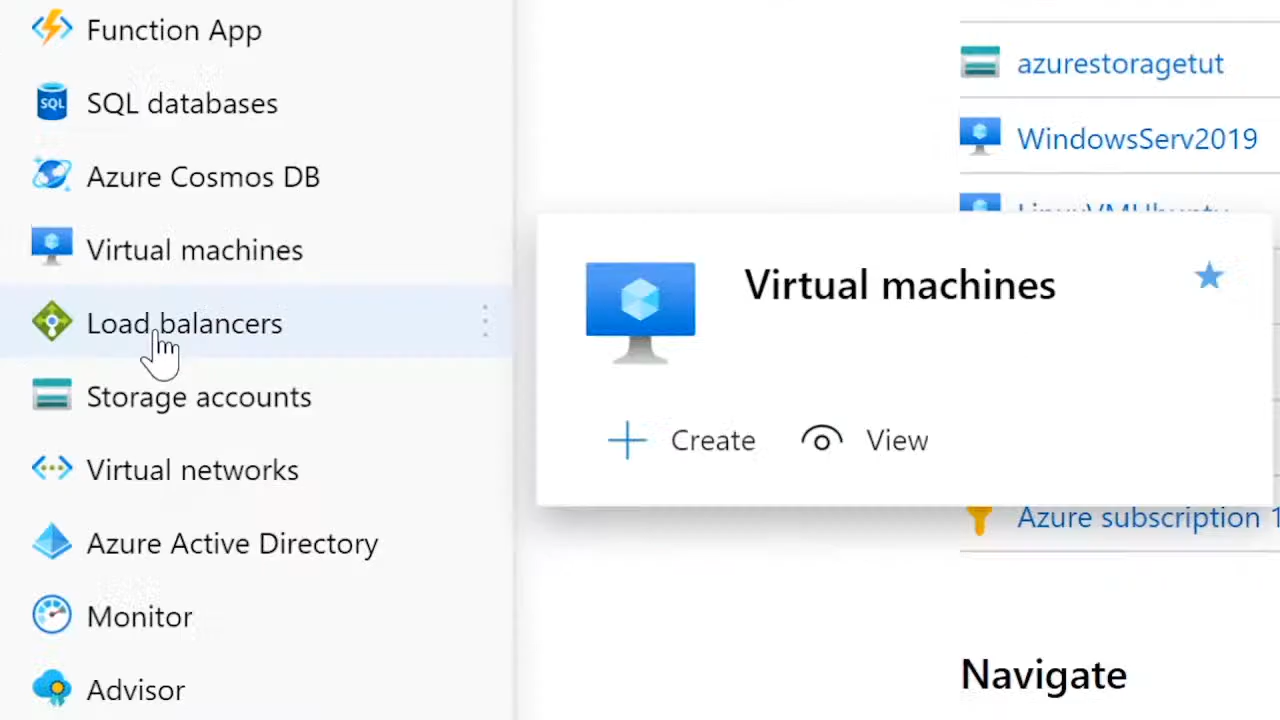 Function App
SQL databases
Azure Cosmos DB
Virtual machines
Load balancers
Storage accounts
Virtual networks
Azure Active Directory
Monitor
Advisor
azurestoragetut
WindowsServ2019
Virtual machines
Create
View
Azure subscription 1
Navigate